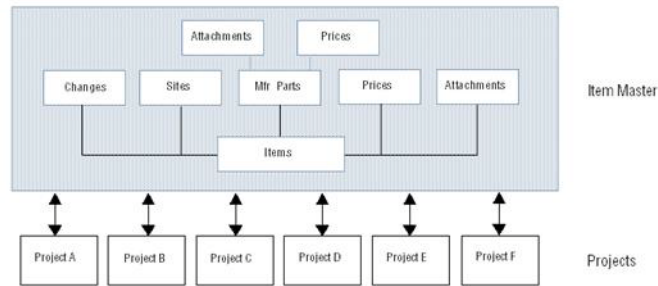 Attachments
Prices
Changes
Sites
Mfr Parts
Prices
Attachments
Item Master
Items
Project A
Project B
Project C
Project D
Project E
Project F
Projects